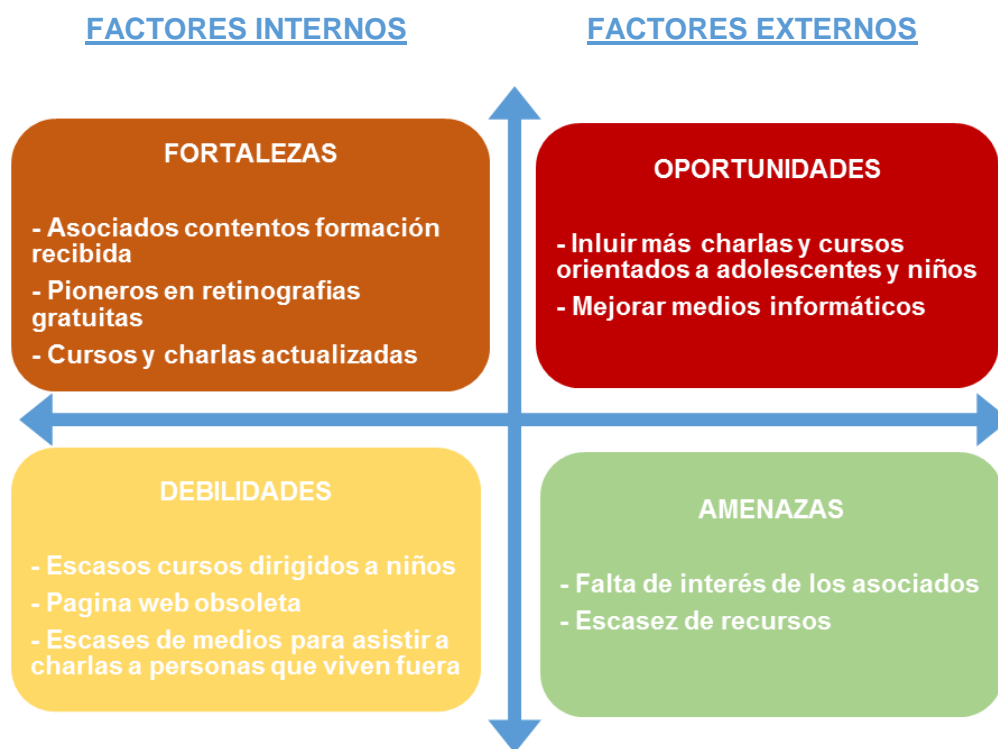 FACTORES INTERNOS
FACTORES EXTERNOS
FORTALEZAS
- Asociados contentos formación
recibida
- Pioneros en retinografias
gratuitas
- Cursos y charlas actualizadas
OPORTUNIDADES
- Inluir más charlas y cursos
orientados a adolescentes y niños
- Mejorar medios informáticos
DEBILIDADES
- Escasos cursos dirigidos a niños
- Pagina web obsoleta
- Escases de medios para asistir a
charlas a personas que viven fuera
AMENAZAS
- Falta de interés de los asociados
- Escasez de recursos